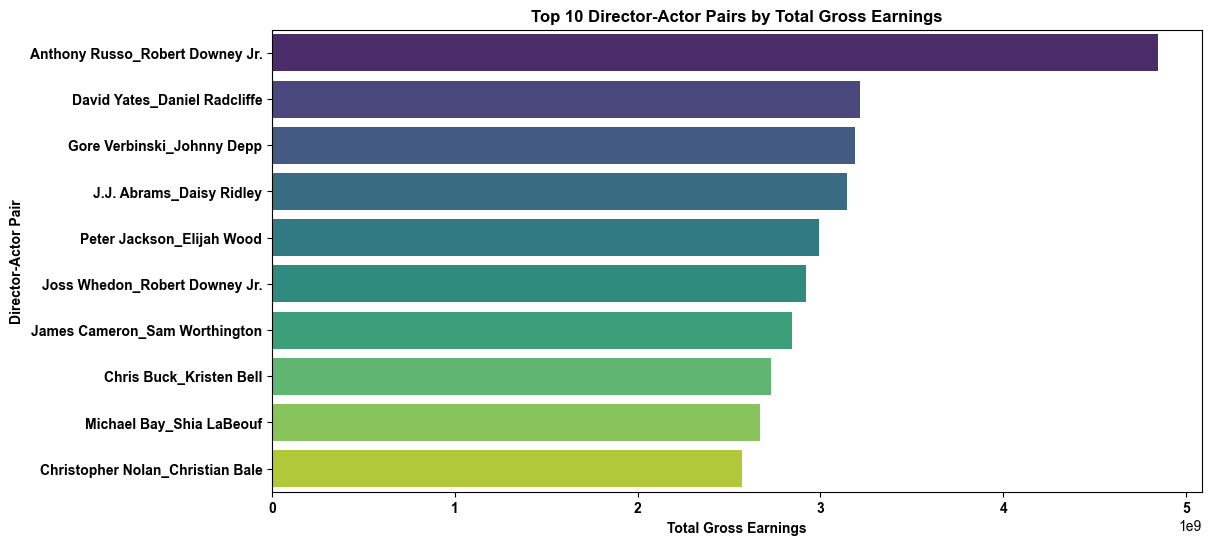 Top 10 Director-Actor Pairs by Total Gross Earnings
Director-Actor Pair
Anthony Russo_Robert Downey Jr.
David Yates_Daniel Radcliffe
Gore Verbinski_Johnny Depp
J.J. Abrams_Daisy Ridley
Peter Jackson_Elijah Wood
Joss Whedon_Robert Downey Jr.
James Cameron_Sam Worthington
Chris Buck_Kristen Bell
Michael Bay_Shia LaBeouf
Christopher Nolan_Christian Bale
0 1 2 3 4 5
1e9
Total Gross Earnings